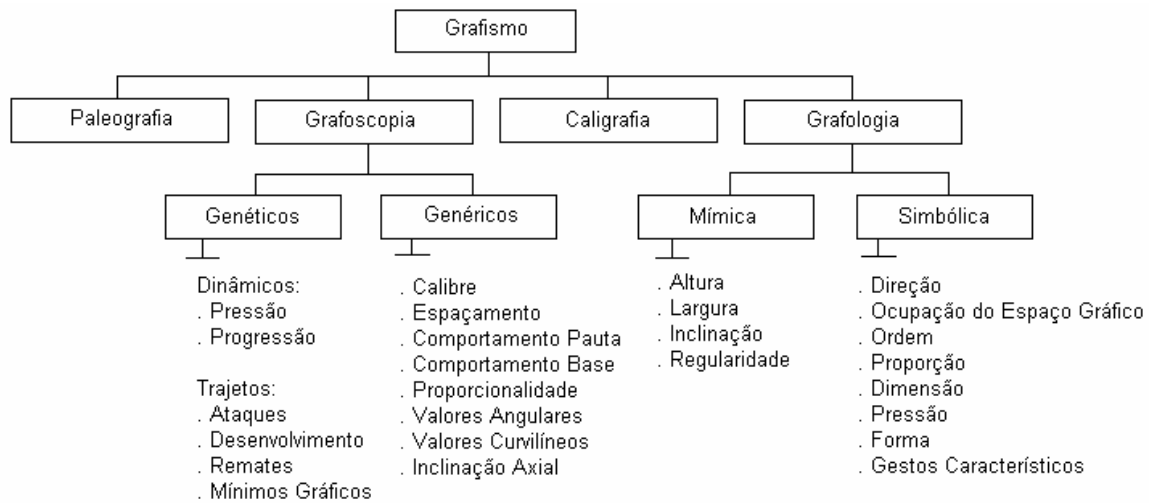 Grafismo
Paleografia
Grafoscopia
Caligrafia
Grafologia
Genéticos
Genéricos
Mímica
Simbólica
Dinâmicos:
. Pressão
. Progressão
Trajetos:
. Ataques
. Desenvolvimento
. Remates
. Mínimos Gráficos
. Calibre
. Espaçamento
. Comportamento Pauta
. Comportamento Base
. Proporcionalidade
. Valores Angulares
. Valores Curvilíneos
. Inclinação Axial
. Altura
. Largura
. Inclinação
. Regularidade
. Direção
. Ocupação do Espaço Gráfico
. Ordem
. Proporção
. Dimensão
. Pressão
. Forma
. Gestos Característicos